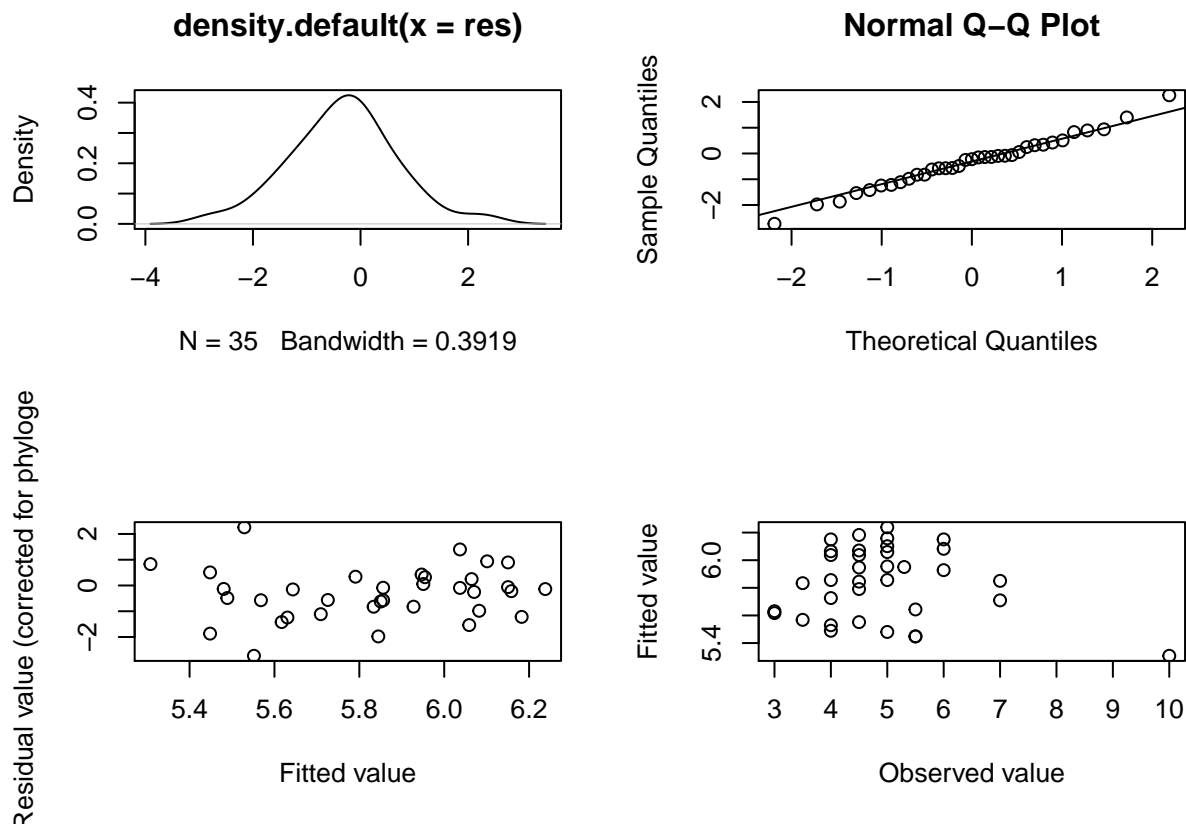 density.default(x = res)
Density
0.0 0.2 0.4
−4 −2 0 2
N = 35 Bandwidth = 0.3919
Normal Q−Q Plot
Sample Quantiles
−2 0 2
−2 −1 0 1 2
Theoretical Quantiles
Residual value (corrected for phyloge
−2 0 2
5.4 5.6 5.8 6.0 6.2
Fitted value
Fitted value
5.4 6.0
3 4 5 6 7 8 9 10
Observed value